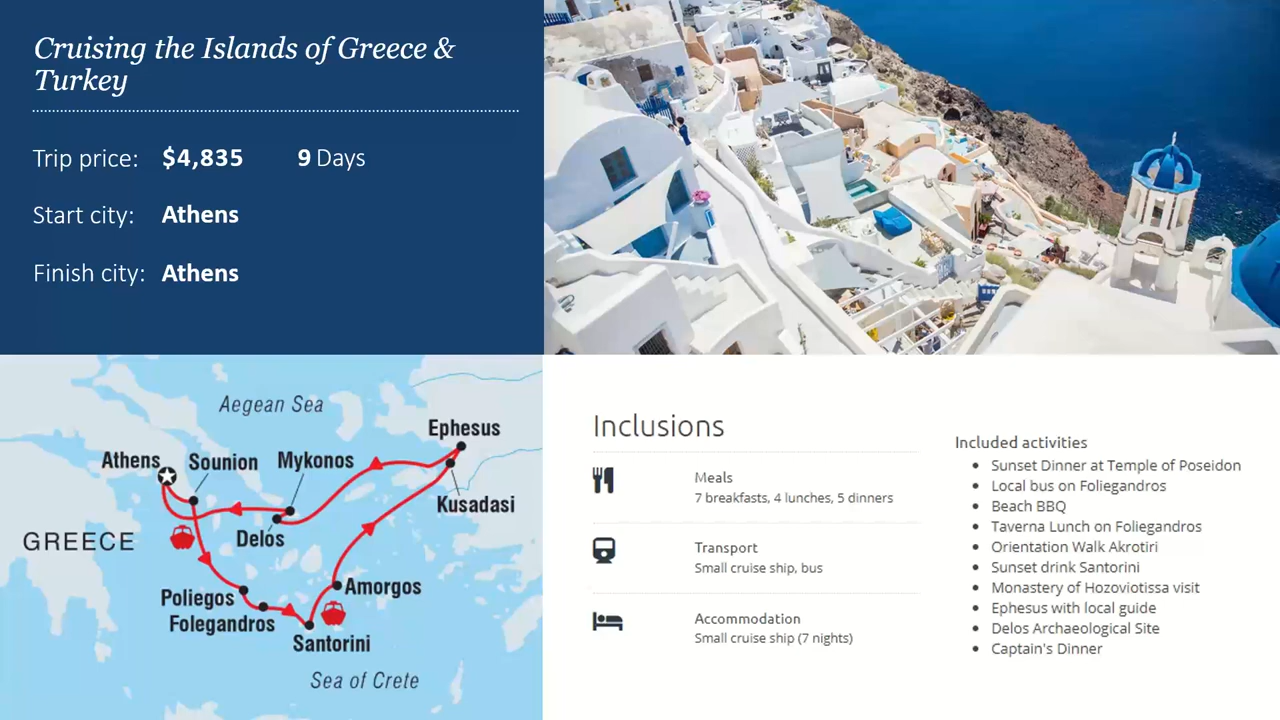 Cruising the Islands of Greece &
Turkey
Trip price: $4,835 9 Days
Start city: Athens
Finish city: Athens
Aegean Sea
Ephesus
Athens Sounion Mykonos
Kusadasi
GREECE
Delos
Amorgos
Poliegos
Folegandros
Santorini
Sea of Crete
Inclusions
Meals
7 breakfasts, 4 lunches, 5 dinners
Transport
Small cruise ship, bus
Accommodation
Small cruise ship (7 nights)
Included activities
• Sunset Dinner at Temple of Poseidon
• Local bus on Foliegandros
• Beach BBQ
• Taverna Lunch on Foliegandros
• Orientation Walk Akrotiri
• Sunset drink Santorini
• Monastery of Hozoviotissa visit
• Ephesus with local guide
• Delos Archaeological Site
• Captain's Dinner